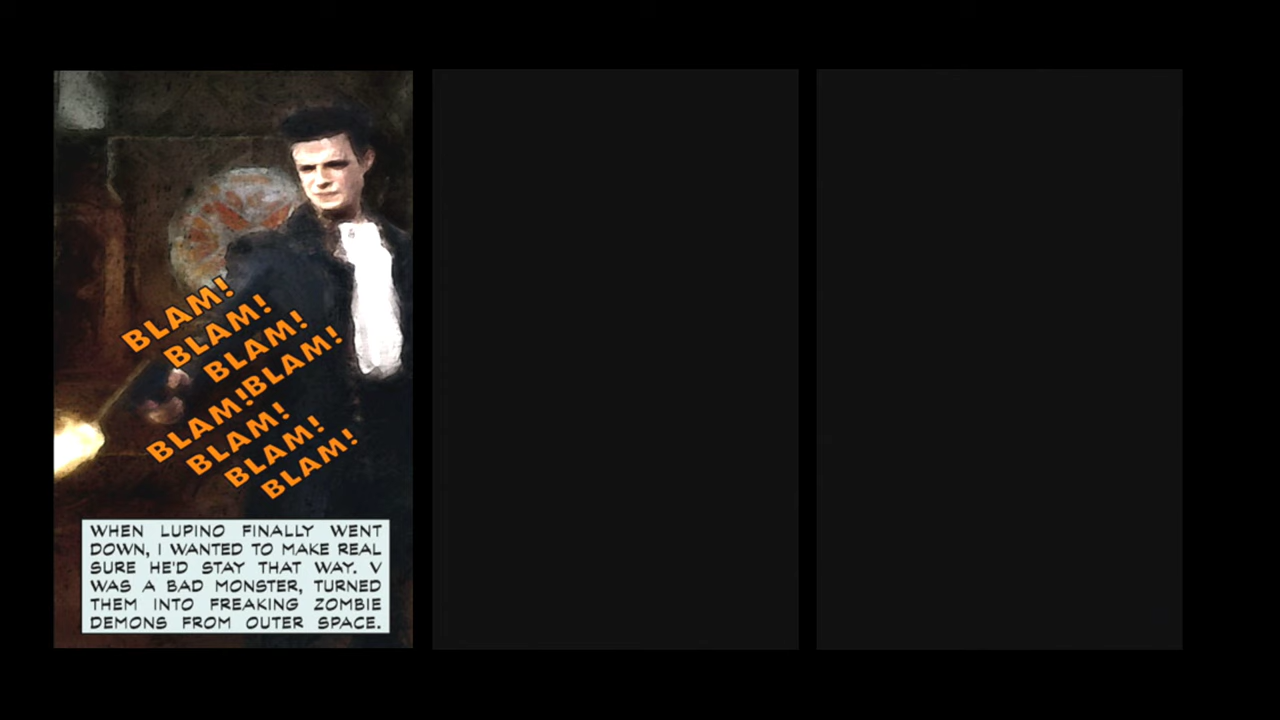 BLAM!
BLAM!
BLAM!
BLAM!
BLAM!
BLAM!
BLAM!
BLAM!
WHEN LUPINO FINALLY WENT
DOWN, I WANTED TO MAKE REAL
SURE HE'D STAY THAT WAY. V
WAS A BAD MONSTER, TURNED
THEM INTO FREAKING ZOMBIE
DEMONS FROM OUTER SPACE.